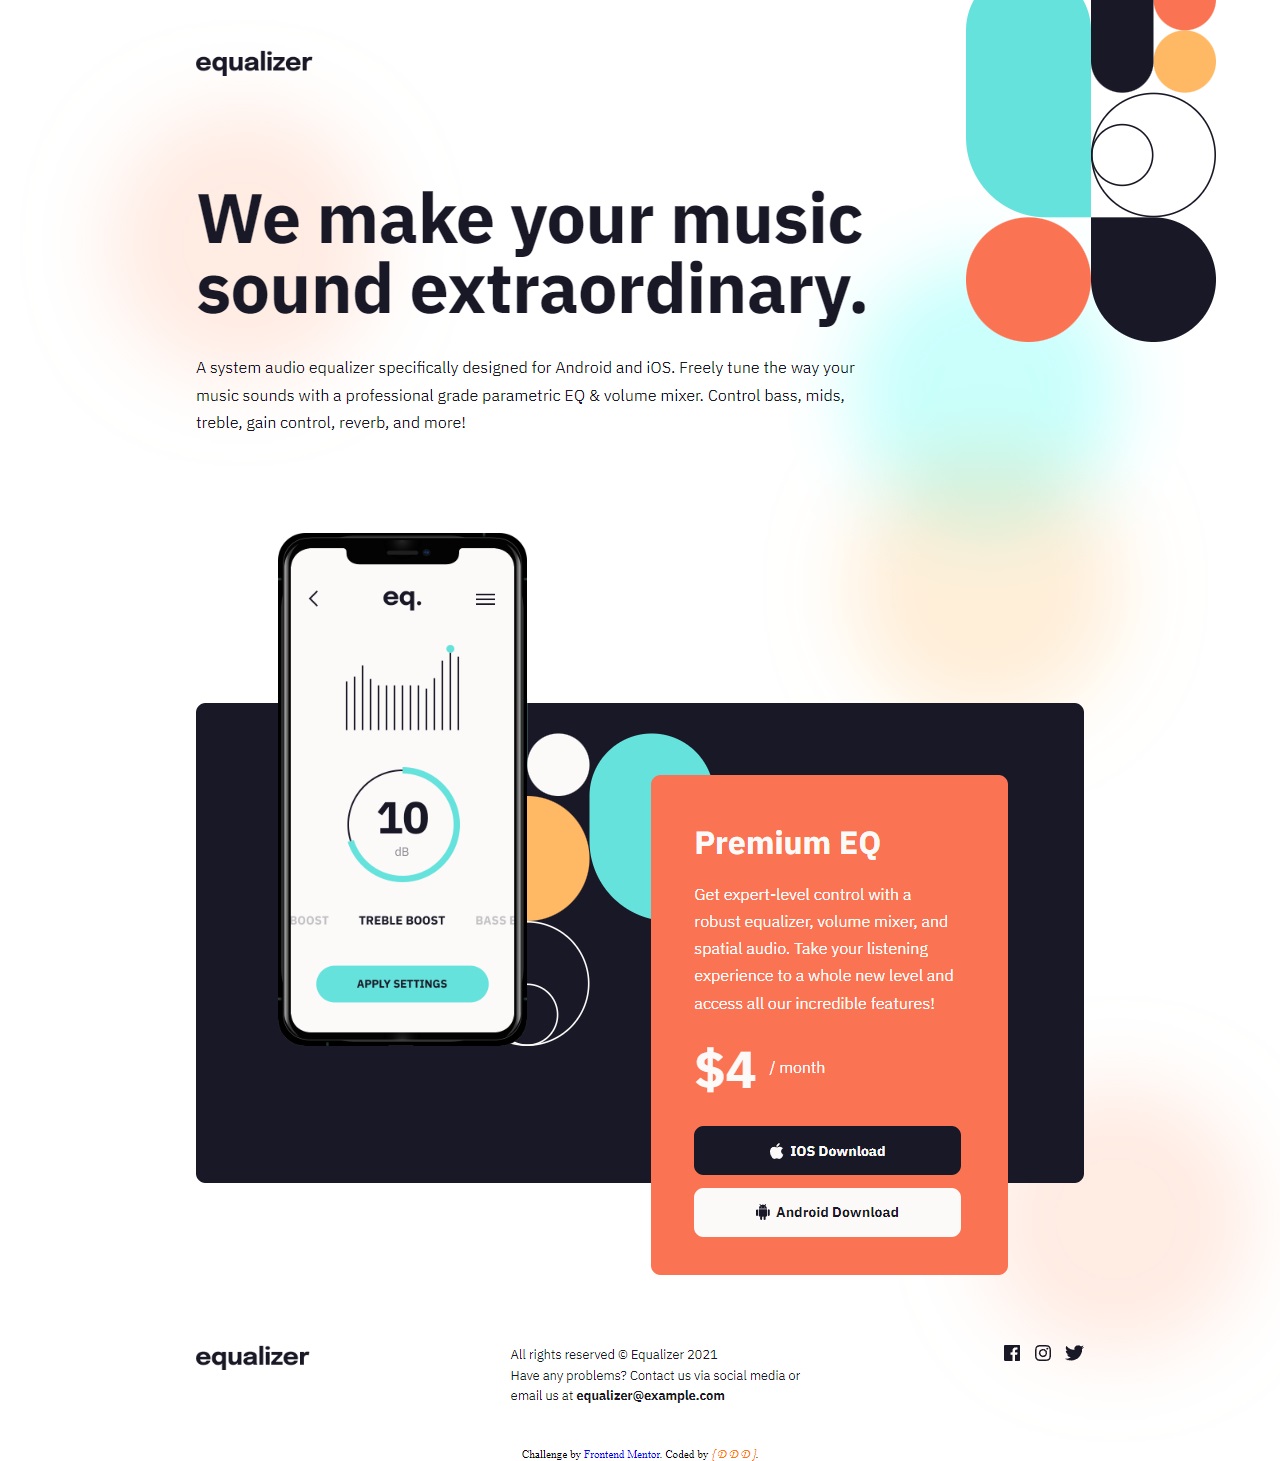 equalizer
We make your music
sound extraordinary.
A system audio equalizer specifically designed for Android and iOS. Freely tune the way your
music sounds with a professional grade parametric EQ & volume mixer. Control bass, mids,
treble, gain control, reverb, and more!
eq.
10
dB
BOOST TREBLE BOOST BASS B
APPLY SETTINGS
Premium EQ
Get expert-level control with a
robust equalizer, volume mixer, and
spatial audio. Take your listening
experience to a whole new level and
access all our incredible features!
$4 / month
IOS Download
Android Download
equalizer
All rights reserved © Equalizer 2021
Have any problems? Contact us via social media or
email us at equalizer@example.com
Challenge by Frontend Mentor. Coded by {𝒟𝒟𝒟}.